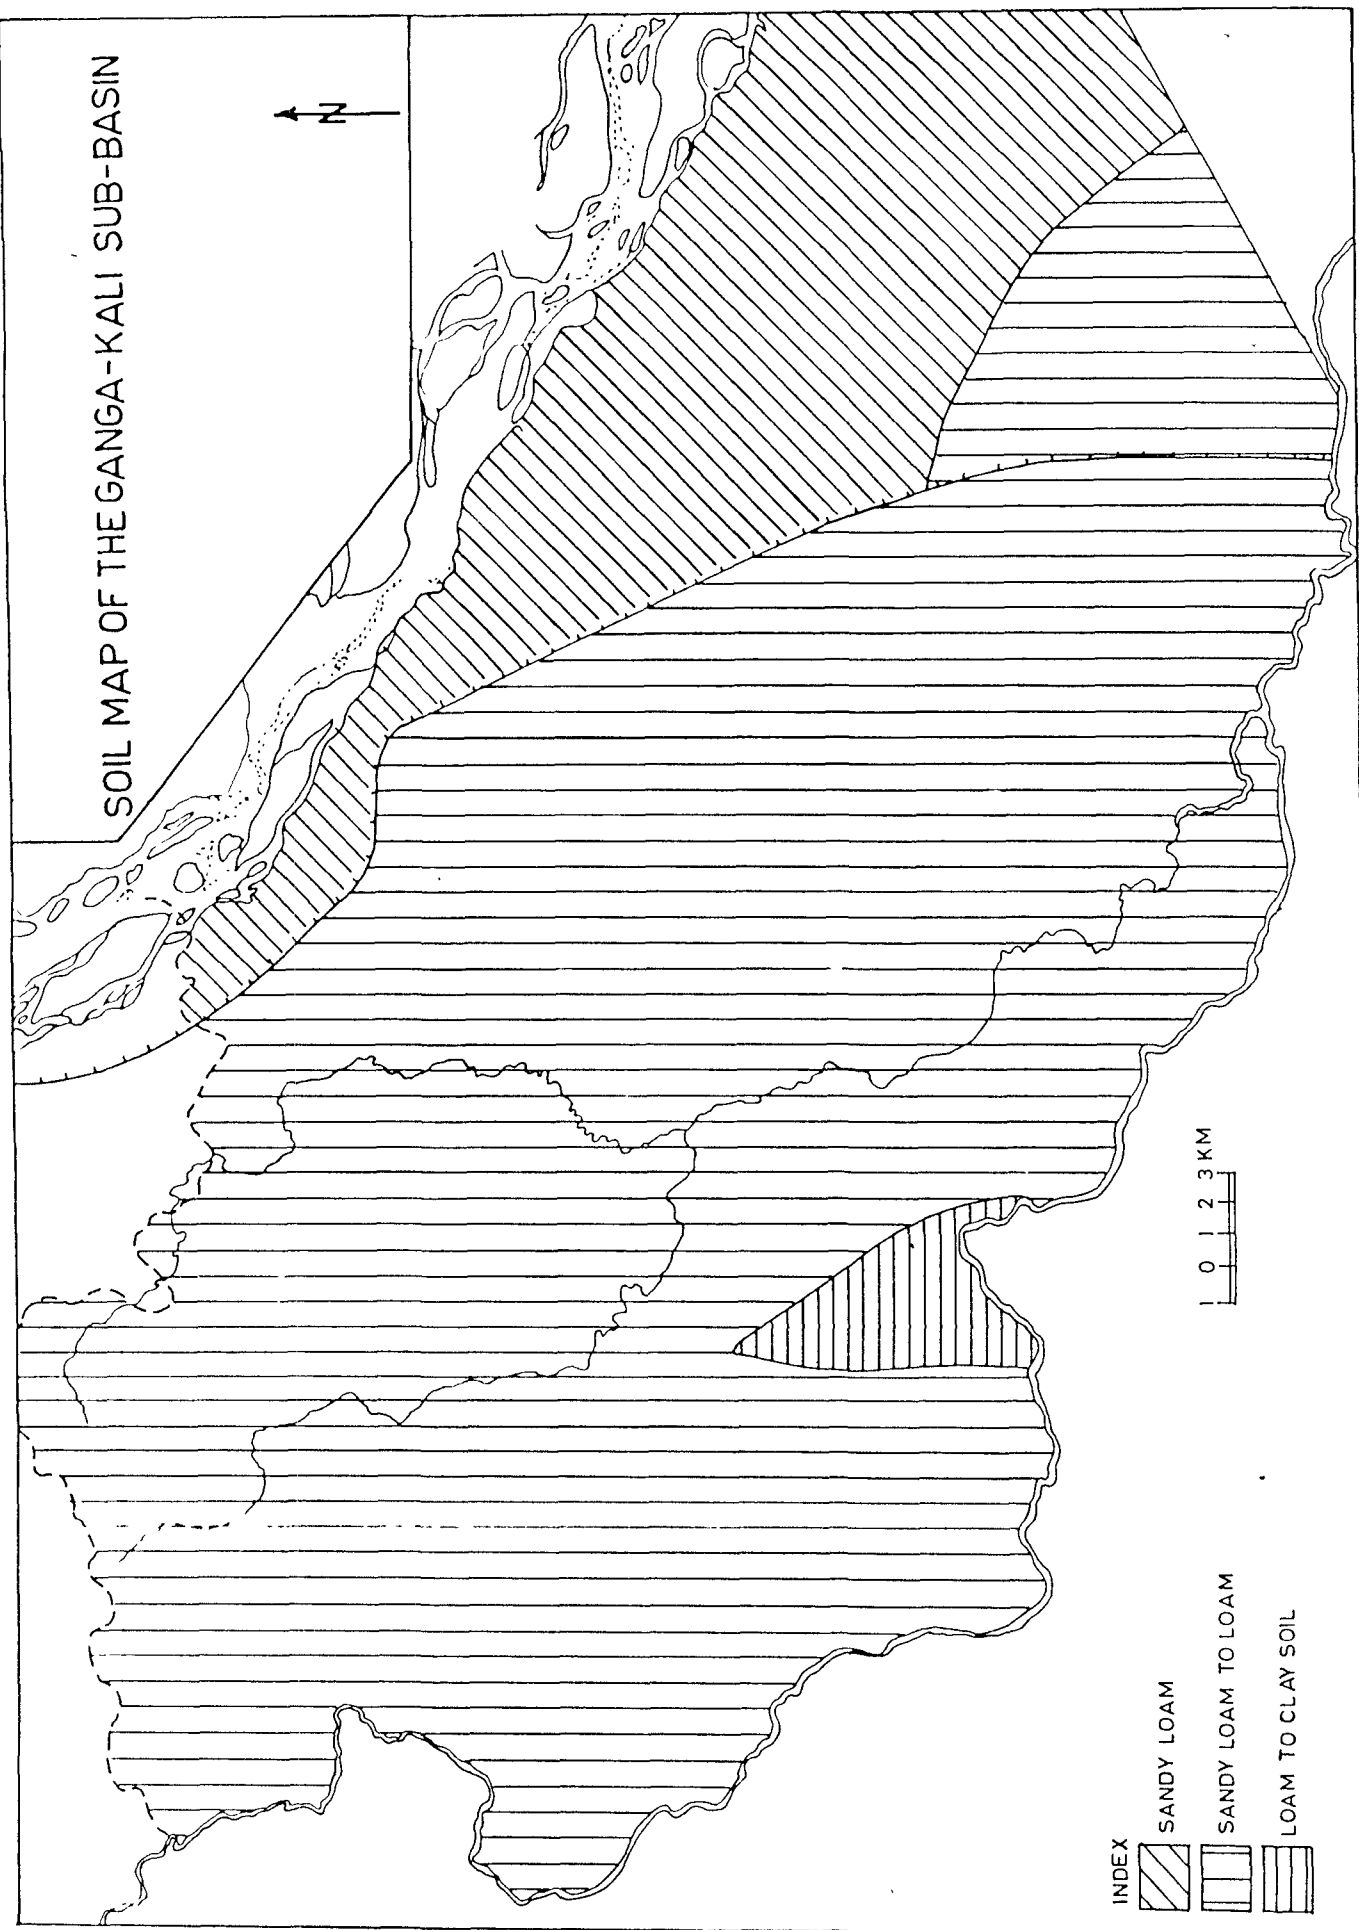 SOIL MAP OF THE GANGA-KALI SUB-BASIN
N
1 0 1 2 3 KM
INDEX
SANDY LOAM
SANDY LOAM TO LOAM
LOAM TO CLAY SOIL